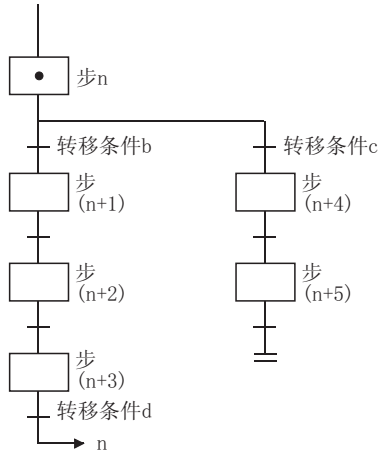 步n
转移条件b
转移条件c
步
(n+1)
步
(n+4)
步
(n+2)
步
(n+5)
步
(n+3)
转移条件d
n